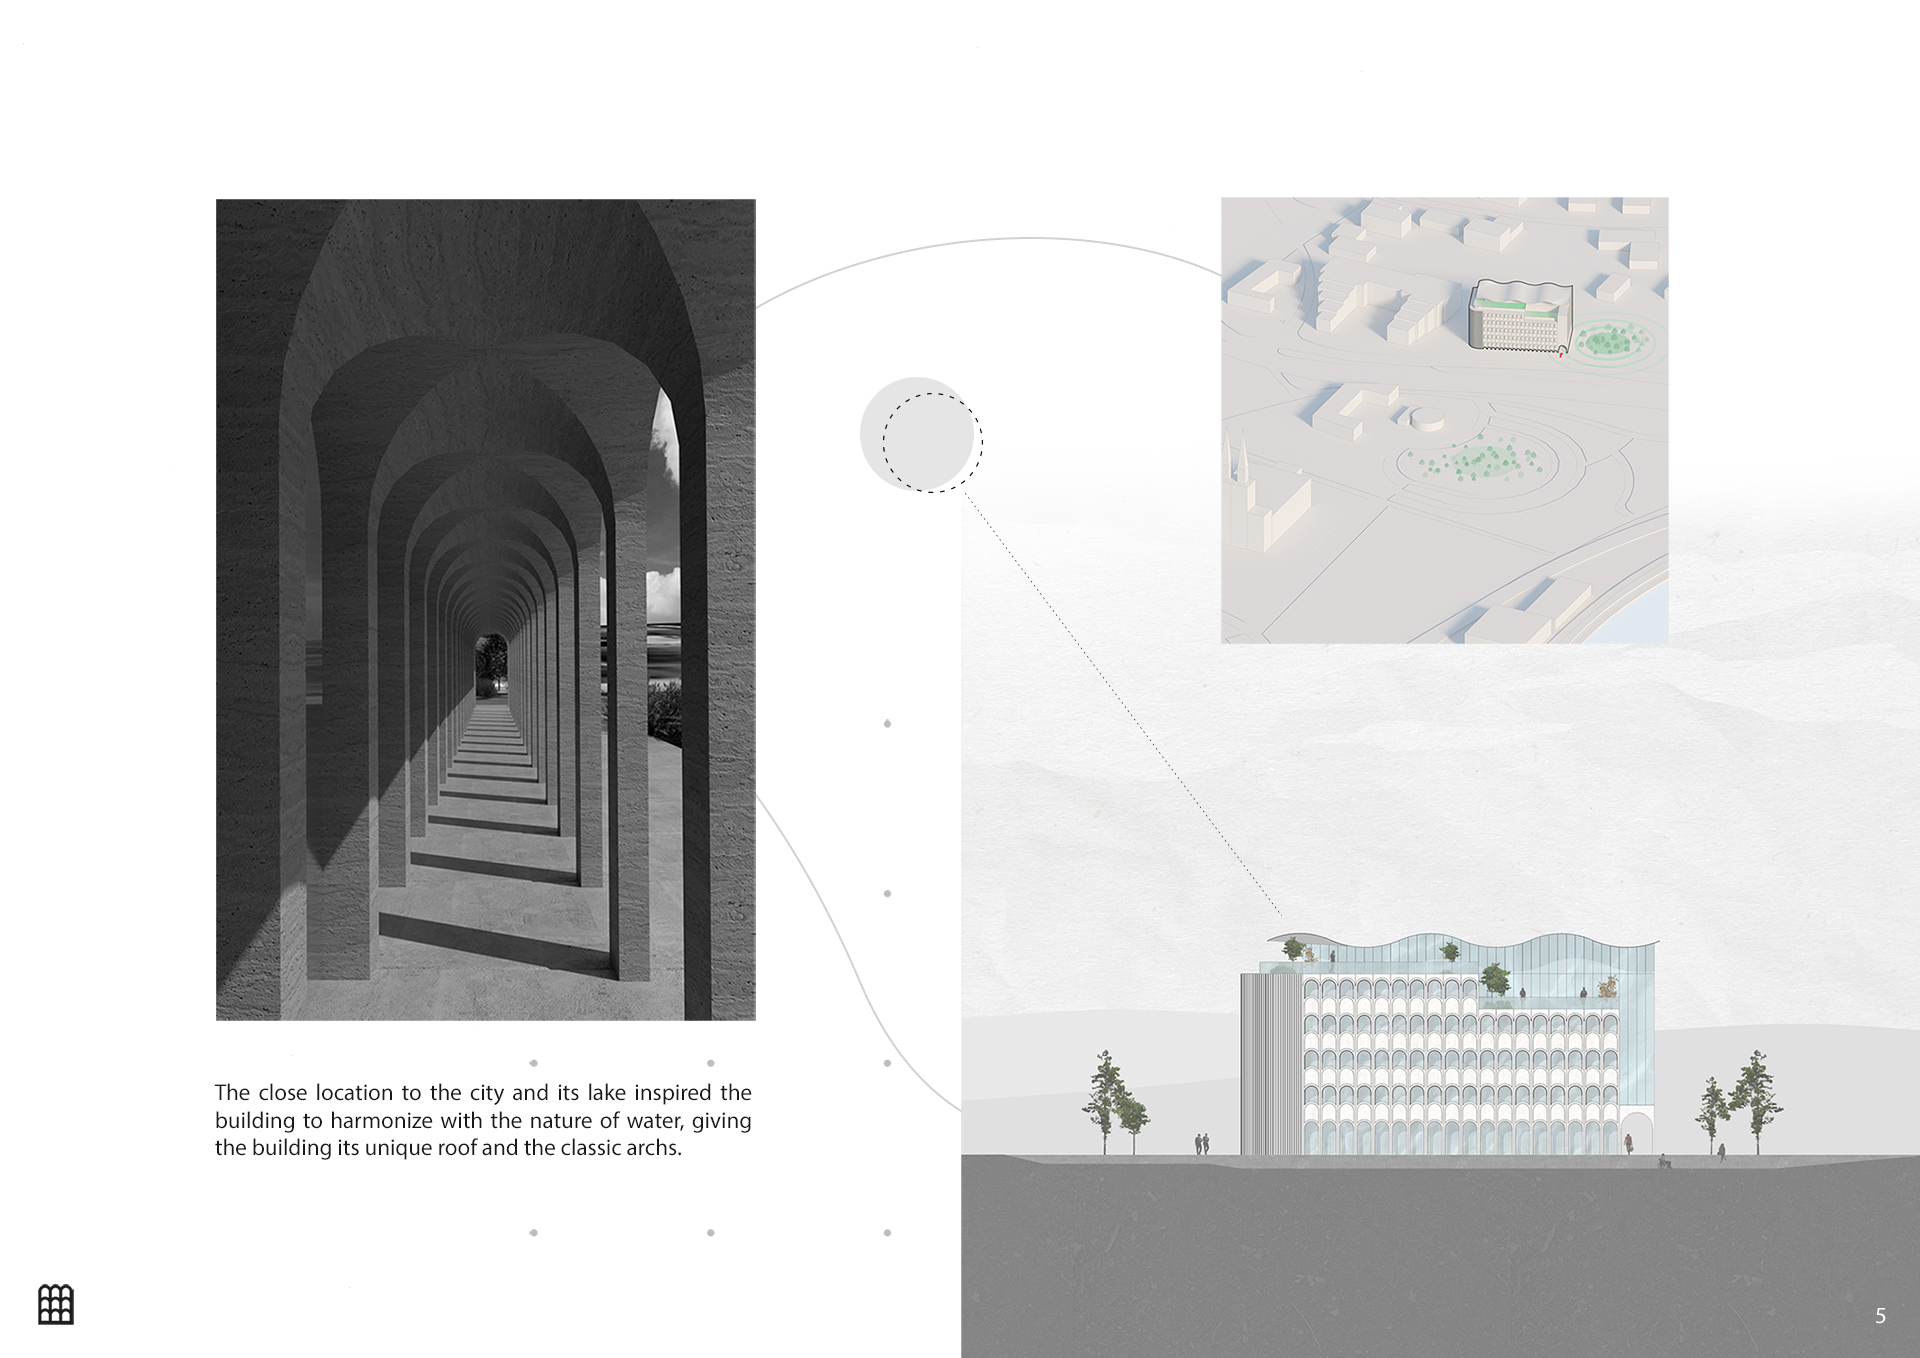 The close location to the city and its lake inspired the
building to harmonize with the nature of water, giving
the building its unique roof and the classic archs.
5